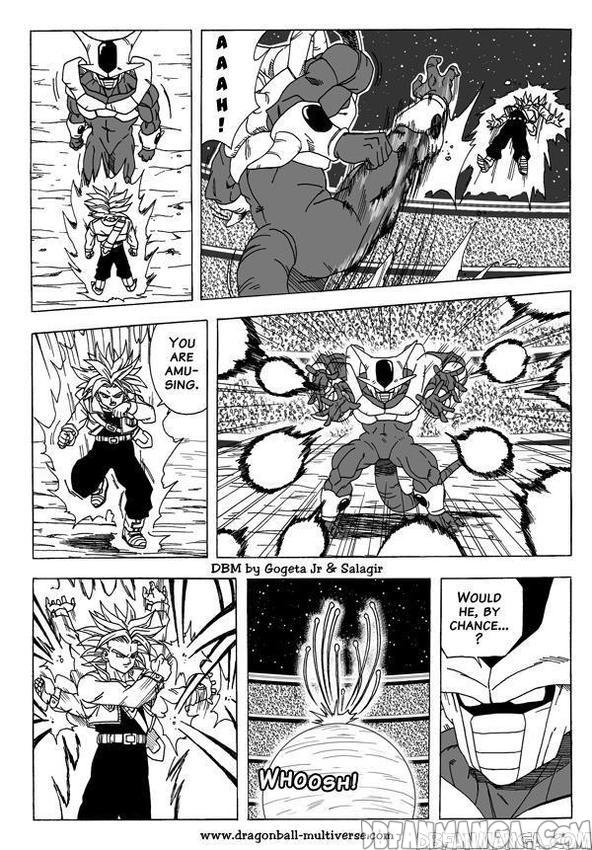 AAAH!
YOU
ARE
AMU-
SING.
DBM by Gogeta Jr & Salagir
WOULD
HE, BY
CHANCE...
?
WHOOSH!
www.dragonball-multiverse.com
DBFANMANGA.COM